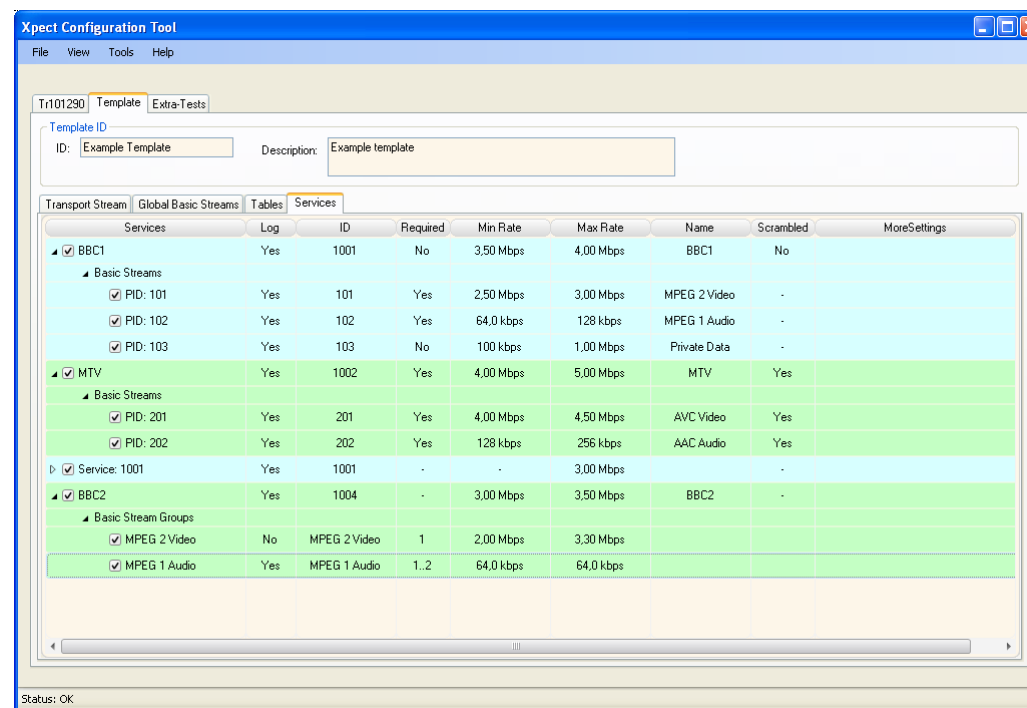 Xpect Configuration Tool
File View Tools Help
Tr101290 Template Extra-Tests
Template ID
ID: Example Template Description: Example template
Transport Stream Global Basic Streams Tables Services
Services Log ID Required Min Rate Max Rate Name Scrambled MoreSettings
BBC1 Yes 1001 No 3,50 Mbps 4,00 Mbps BBC1 No
Basic Streams
PID: 101 Yes 101 Yes 2,50 Mbps 3,00 Mbps MPEG 2 Video -
PID: 102 Yes 102 Yes 64,0 kbps 128 kbps MPEG 1 Audio -
PID: 103 Yes 103 No 100 kbps 1,00 Mbps Private Data -
MTV Yes 1002 Yes 4,00 Mbps 5,00 Mbps MTV Yes
Basic Streams
PID: 201 Yes 201 Yes 4,00 Mbps 4,50 Mbps AVC Video Yes
PID: 202 Yes 202 Yes 128 kbps 256 kbps AAC Audio Yes
Service: 1001 Yes 1001 - - 3,00 Mbps -
BBC2 Yes 1004 - 3,00 Mbps 3,50 Mbps BBC2 -
Basic Stream Groups
MPEG 2 Video No MPEG 2 Video 1 2,00 Mbps 3,30 Mbps
MPEG 1 Audio Yes MPEG 1 Audio 1..2 64,0 kbps 64,0 kbps
Status: OK